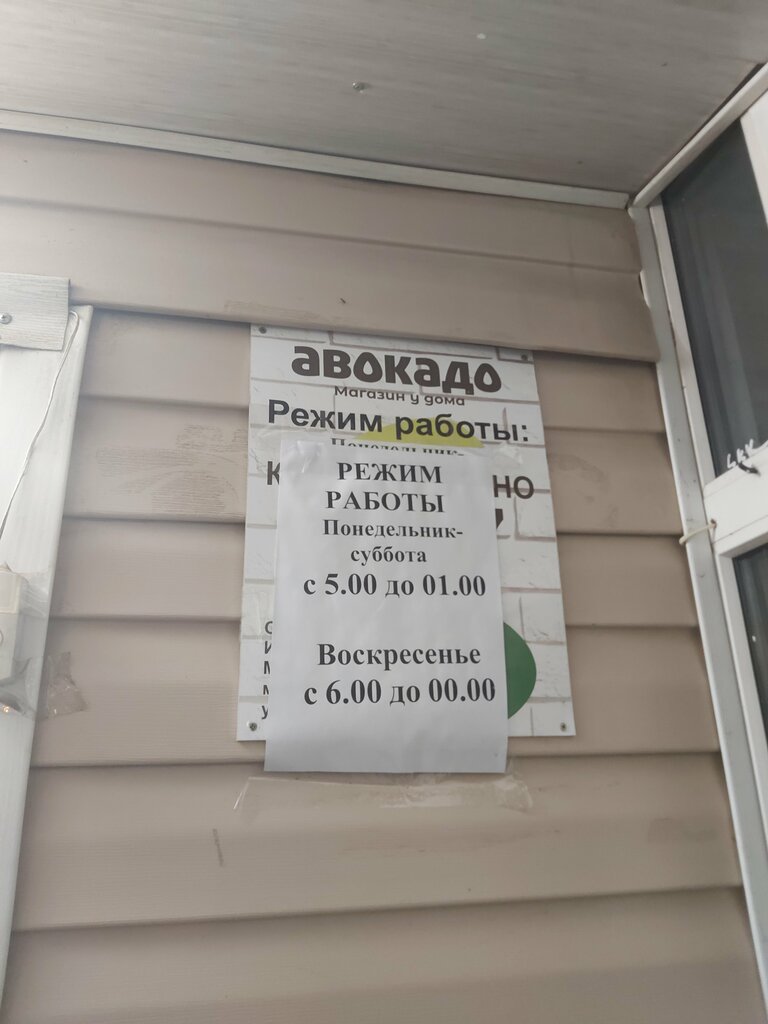 авокадо
Магазин у дома
Режим работы:
РЕЖИМ
РАБОТЫ
Понедельник-
суббота
с 5.00 до 01.00
Воскресенье
с 6.00 до 00.00